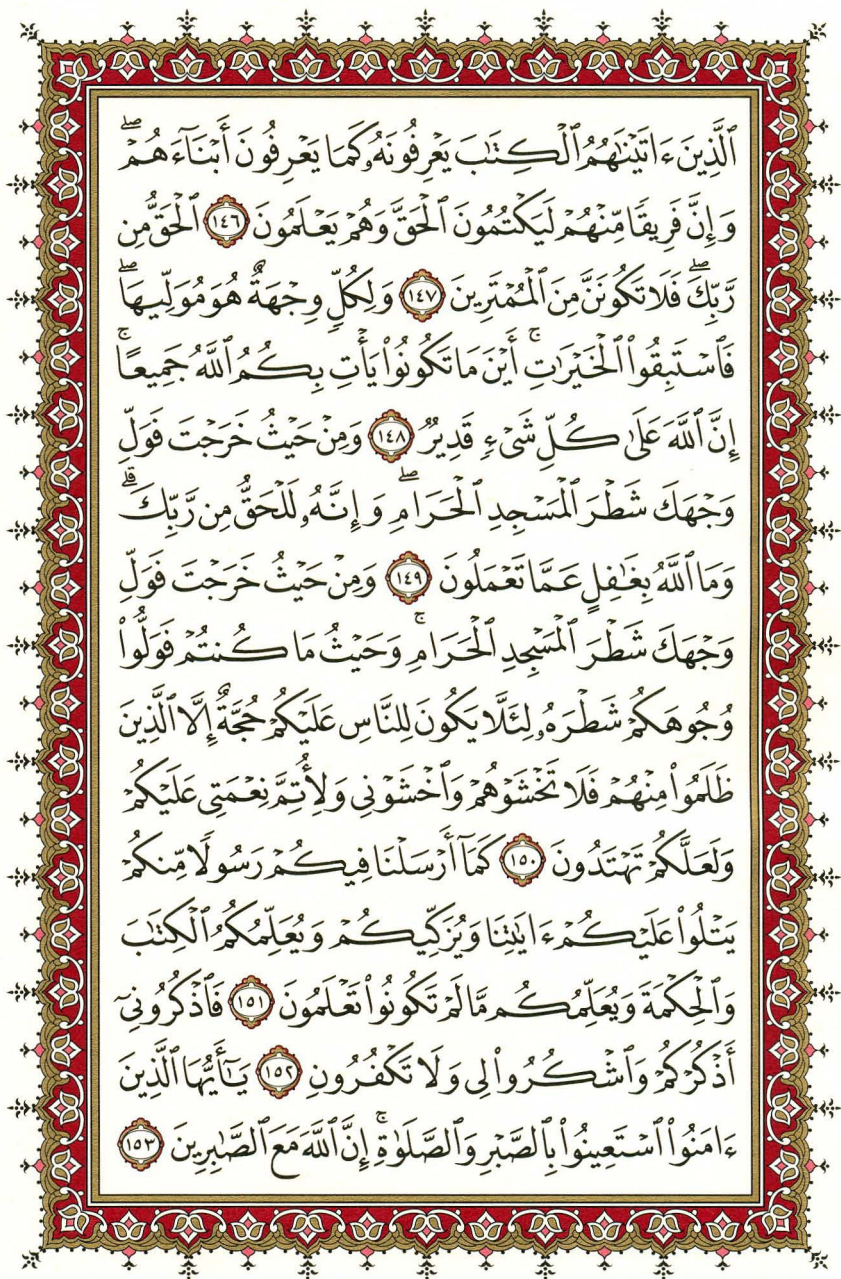 ٱلَّذِينَ ءَاتَيْنَٰهُمُ ٱلْكِتَٰبَ يَعْرِفُونَهُۥ كَمَا يَعْرِفُونَ أَبْنَآءَهُمْ ۖ
وَإِنَّ فَرِيقًا مِّنْهُمْ لَيَكْتُمُونَ ٱلْحَقَّ وَهُمْ يَعْلَمُونَ ١٤٦ ٱلْحَقُّ مِن
رَّبِّكَ ۖ فَلَا تَكُونَنَّ مِنَ ٱلْمُمْتَرِينَ ١٤٧ وَلِكُلٍّ وِجْهَةٌ هُوَ مُوَلِّيهَا ۖ
فَٱسْتَبِقُوا۟ ٱلْخَيْرَٰتِ ۚ أَيْنَ مَا تَكُونُوا۟ يَأْتِ بِكُمُ ٱللَّهُ جَمِيعًا ۚ
إِنَّ ٱللَّهَ عَلَىٰ كُلِّ شَىْءٍ قَدِيرٌ ١٤٨ وَمِنْ حَيْثُ خَرَجْتَ فَوَلِّ
وَجْهَكَ شَطْرَ ٱلْمَسْجِدِ ٱلْحَرَامِ ۖ وَإِنَّهُۥ لَلْحَقُّ مِن رَّبِّكَ ۗ
وَمَا ٱللَّهُ بِغَٰفِلٍ عَمَّا تَعْمَلُونَ ١٤٩ وَمِنْ حَيْثُ خَرَجْتَ فَوَلِّ
وَجْهَكَ شَطْرَ ٱلْمَسْجِدِ ٱلْحَرَامِ ۚ وَحَيْثُ مَا كُنتُمْ فَوَلُّوا۟
وُجُوهَكُمْ شَطْرَهُۥ لِئَلَّا يَكُونَ لِلنَّاسِ عَلَيْكُمْ حُجَّةٌ إِلَّا ٱلَّذِينَ
ظَلَمُوا۟ مِنْهُمْ فَلَا تَخْشَوْهُمْ وَٱخْشَوْنِى وَلِأُتِمَّ نِعْمَتِى عَلَيْكُمْ
وَلَعَلَّكُمْ تَهْتَدُونَ ١٥٠ كَمَآ أَرْسَلْنَا فِيكُمْ رَسُولًا مِّنكُمْ
يَتْلُوا۟ عَلَيْكُمْ ءَايَٰتِنَا وَيُزَكِّيكُمْ وَيُعَلِّمُكُمُ ٱلْكِتَٰبَ
وَٱلْحِكْمَةَ وَيُعَلِّمُكُم مَّا لَمْ تَكُونُوا۟ تَعْلَمُونَ ١٥١ فَٱذْكُرُونِىٓ
أَذْكُرْكُمْ وَٱشْكُرُوا۟ لِى وَلَا تَكْفُرُونِ ١٥٢ يَٰٓأَيُّهَا ٱلَّذِينَ
ءَامَنُوا۟ ٱسْتَعِينُوا۟ بِٱلصَّبْرِ وَٱلصَّلَوٰةِ ۚ إِنَّ ٱللَّهَ مَعَ ٱلصَّٰبِرِينَ ١٥٣